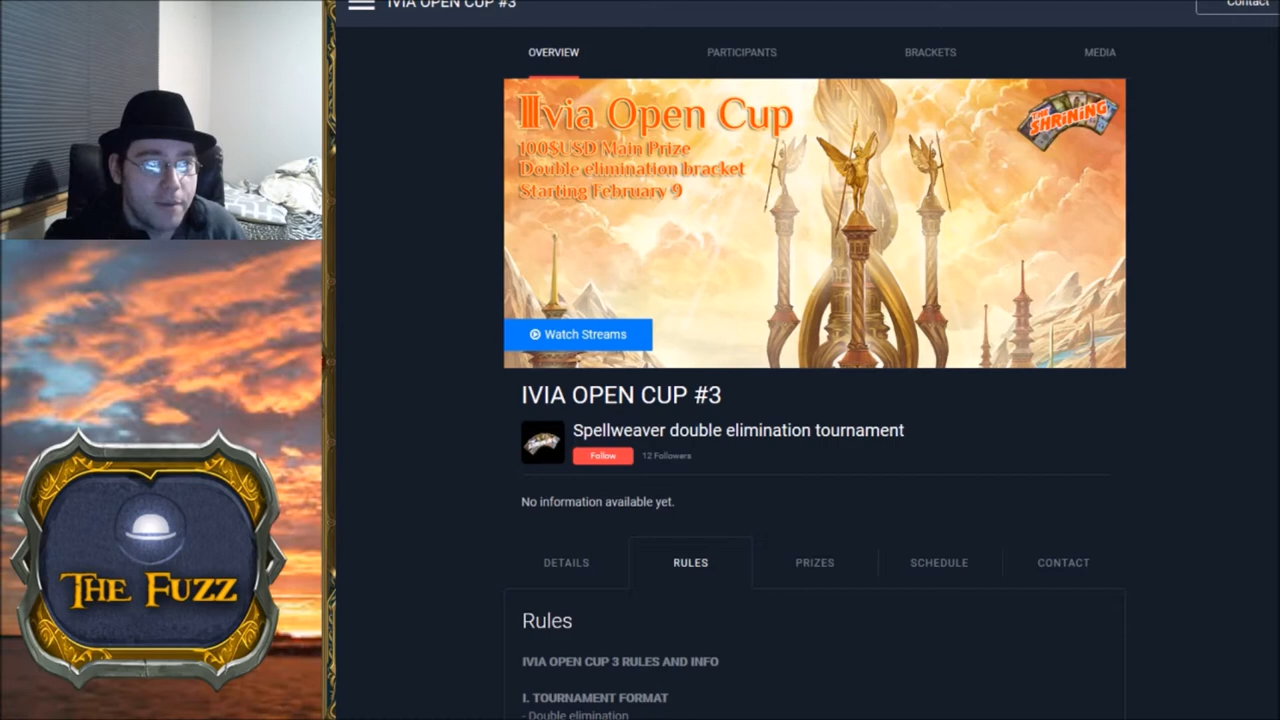 IVIA OPEN CUP #3
Contact
OVERVIEW
PARTICIPANTS
BRACKETS
MEDIA
IIIvia Open Cup
100$USD Main Prize
Double elimination bracket
Starting February 9
THE SHRINING
Watch Streams
IVIA OPEN CUP #3
Spellweaver double elimination tournament
Follow
12 Followers
No information available yet.
DETAILS
RULES
PRIZES
SCHEDULE
CONTACT
Rules
IVIA OPEN CUP 3 RULES AND INFO
I. TOURNAMENT FORMAT
- Double elimination
THE FUZZ